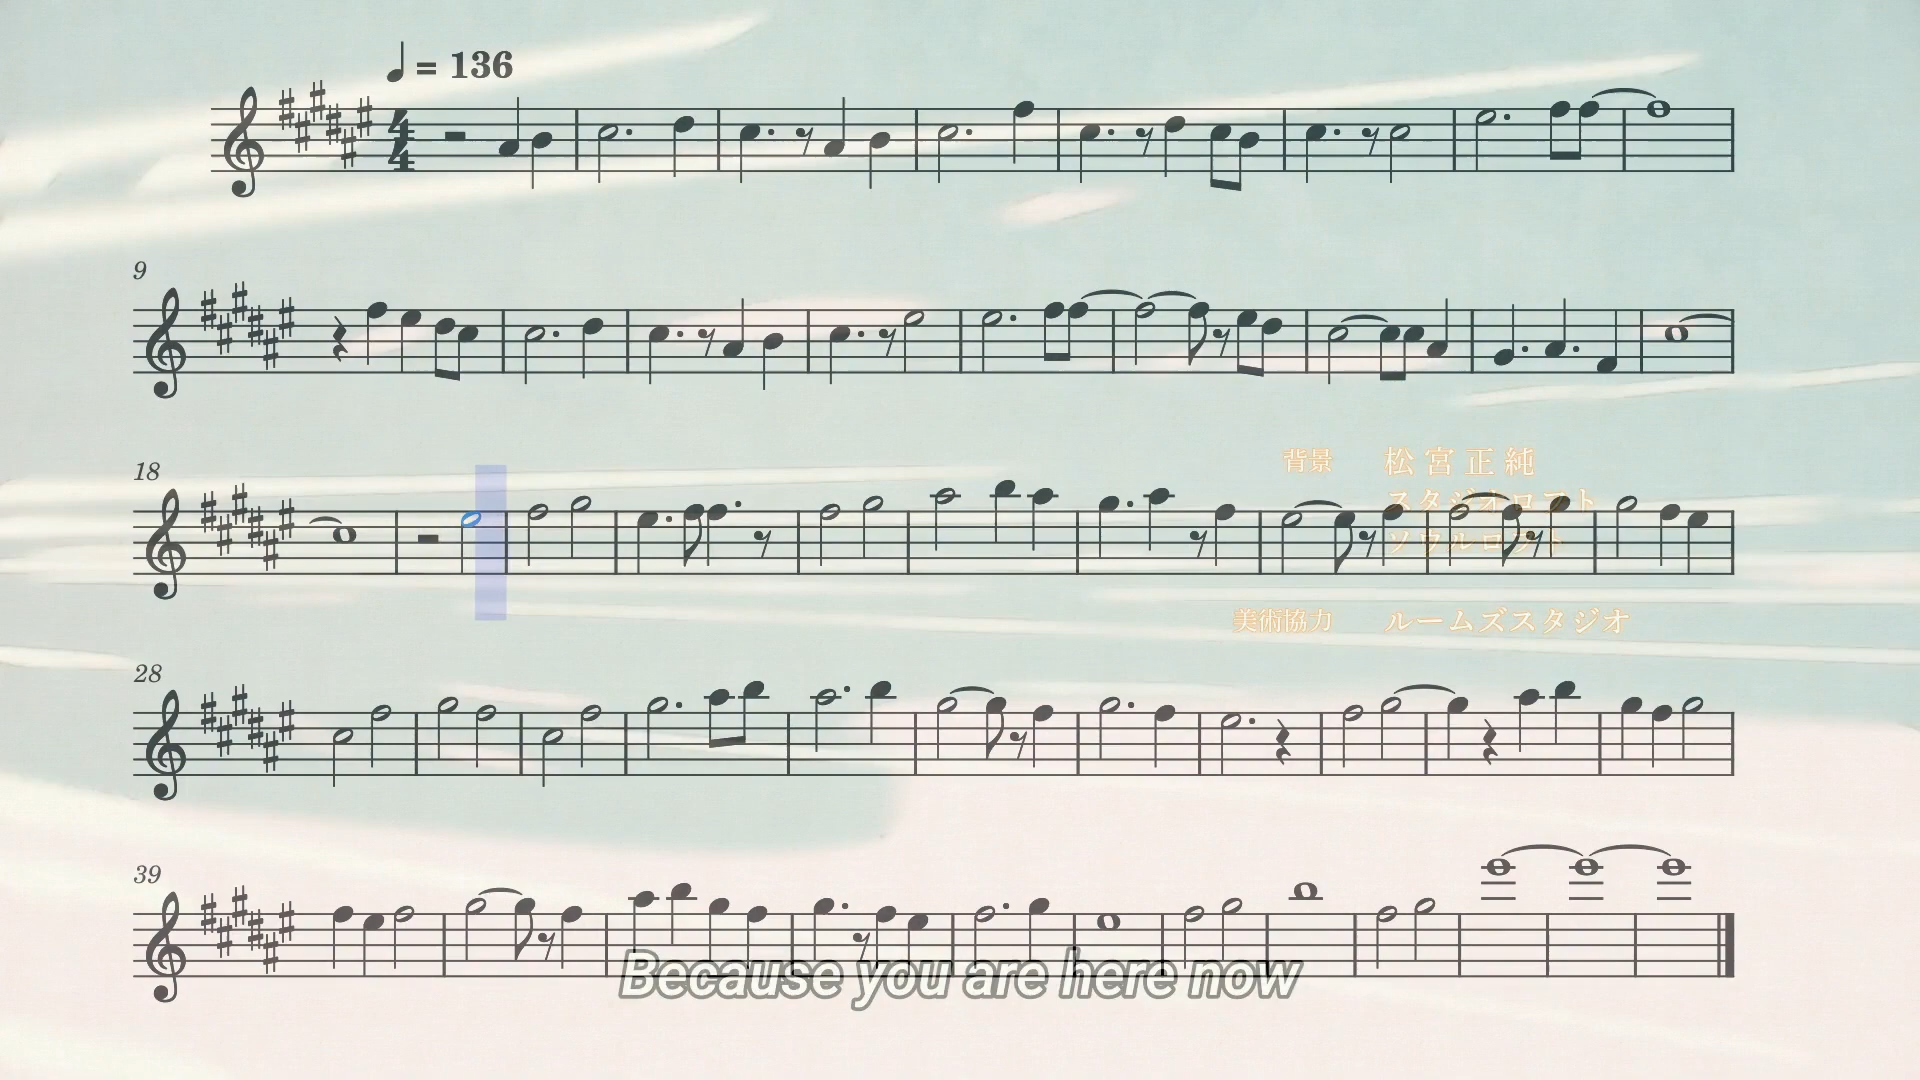 ♩ = 136
4
4
9
18
背景 松宮正純
スタジオロフト
ソウルロフト
美術協力 ルームズスタジオ
28
39
Because you are here now